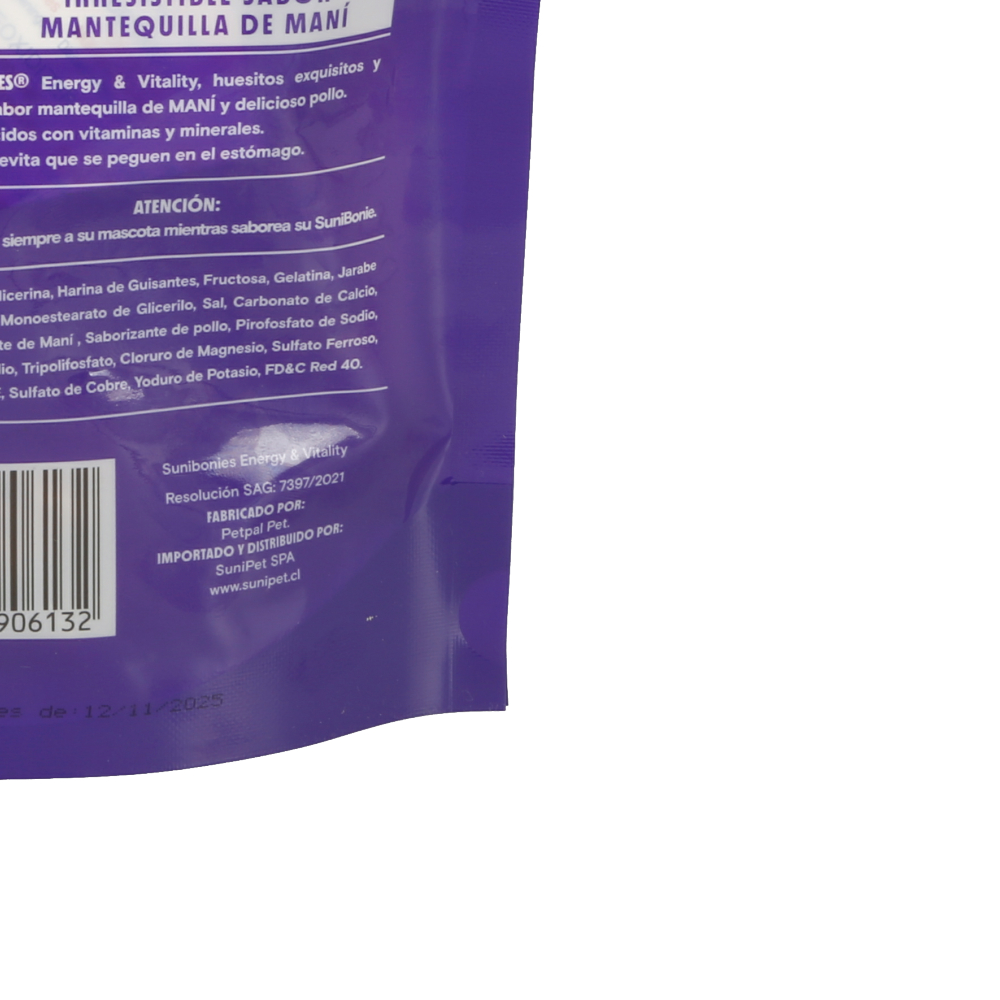 IRRESISTIBLE SABOR
MANTEQUILLA DE MANÍ
ES® Energy & Vitality, huesitos exquisitos y
abor mantequilla de MANÍ y delicioso pollo.
idos con vitaminas y minerales.
evita que se peguen en el estómago.
ATENCIÓN:
siempre a su mascota mientras saborea su SuniBonie.
licerina, Harina de Guisantes, Fructosa, Gelatina, Jarabe
Monoestearato de Glicerilo, Sal, Carbonato de Calcio,
te de Maní , Saborizante de pollo, Pirofosfato de Sodio,
io, Tripolifosfato, Cloruro de Magnesio, Sulfato Ferroso,
, Sulfato de Cobre, Yoduro de Potasio, FD&C Red 40.
Sunibonies Energy & Vitality
Resolución SAG: 7397/2021
FABRICADO POR:
Petpal Pet.
IMPORTADO Y DISTRIBUIDO POR:
SuniPet SPA
www.sunipet.cl
906132
es de: 12/11/2025